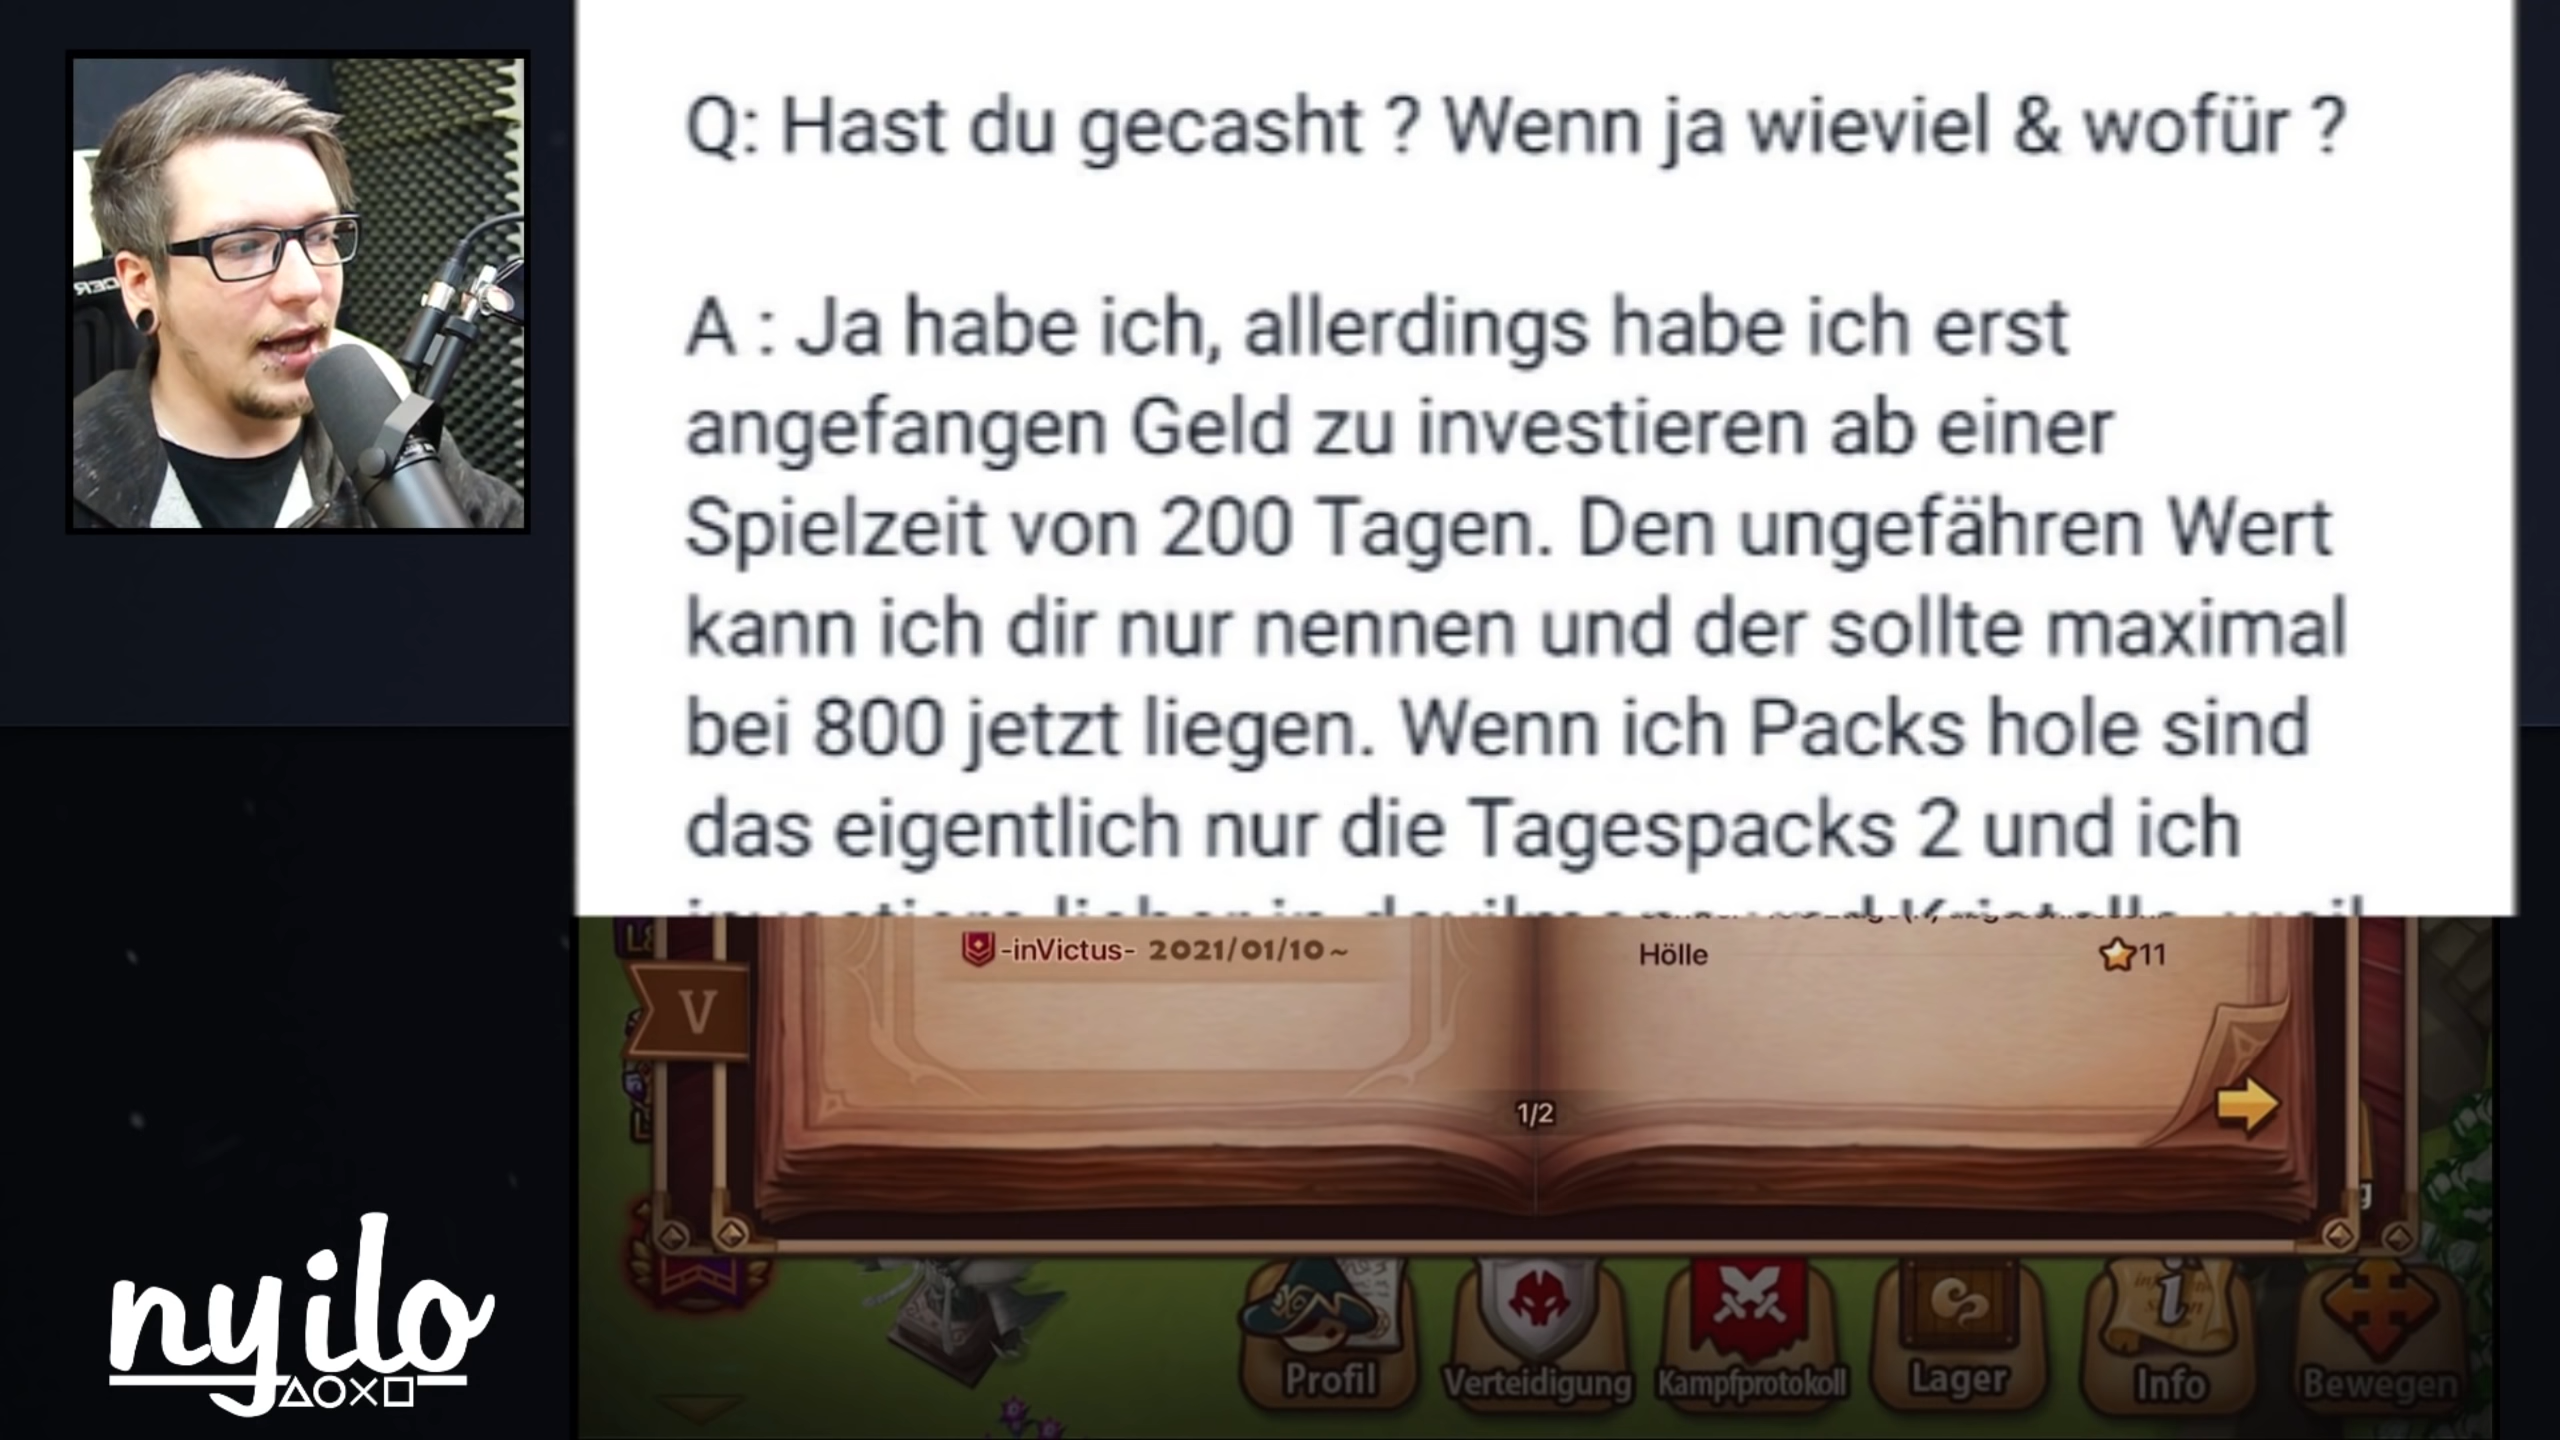 Q: Hast du gecasht ? Wenn ja wieviel & wofür ?
A : Ja habe ich, allerdings habe ich erst
angefangen Geld zu investieren ab einer
Spielzeit von 200 Tagen. Den ungefähren Wert
kann ich dir nur nennen und der sollte maximal
bei 800 jetzt liegen. Wenn ich Packs hole sind
das eigentlich nur die Tagespacks 2 und ich
-inVictus- 2021/01/10 ~
Hölle
11
V
1/2
nyilo
Profil
Verteidigung
Kampfprotokoll
Lager
Info
Bewegen